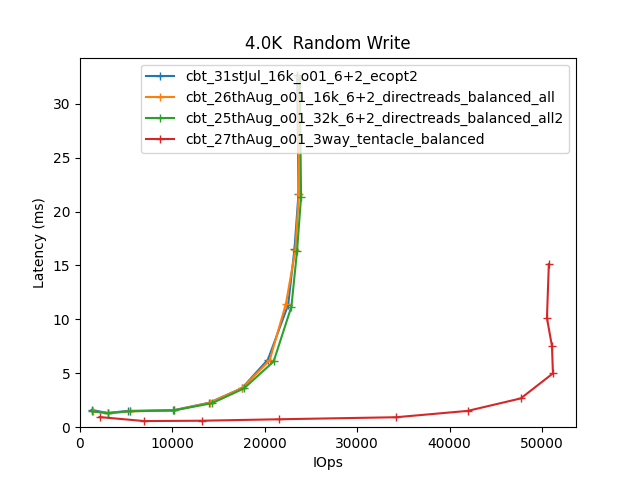 4.0K  Random Write
cbt_31stJul_16k_o01_6+2_ecopt2
cbt_26thAug_o01_16k_6+2_directreads_balanced_all
cbt_25thAug_o01_32k_6+2_directreads_balanced_all2
cbt_27thAug_o01_3way_tentacle_balanced
Latency (ms)
30
25
20
15
10
5
0
0 10000 20000 30000 40000 50000
IOps